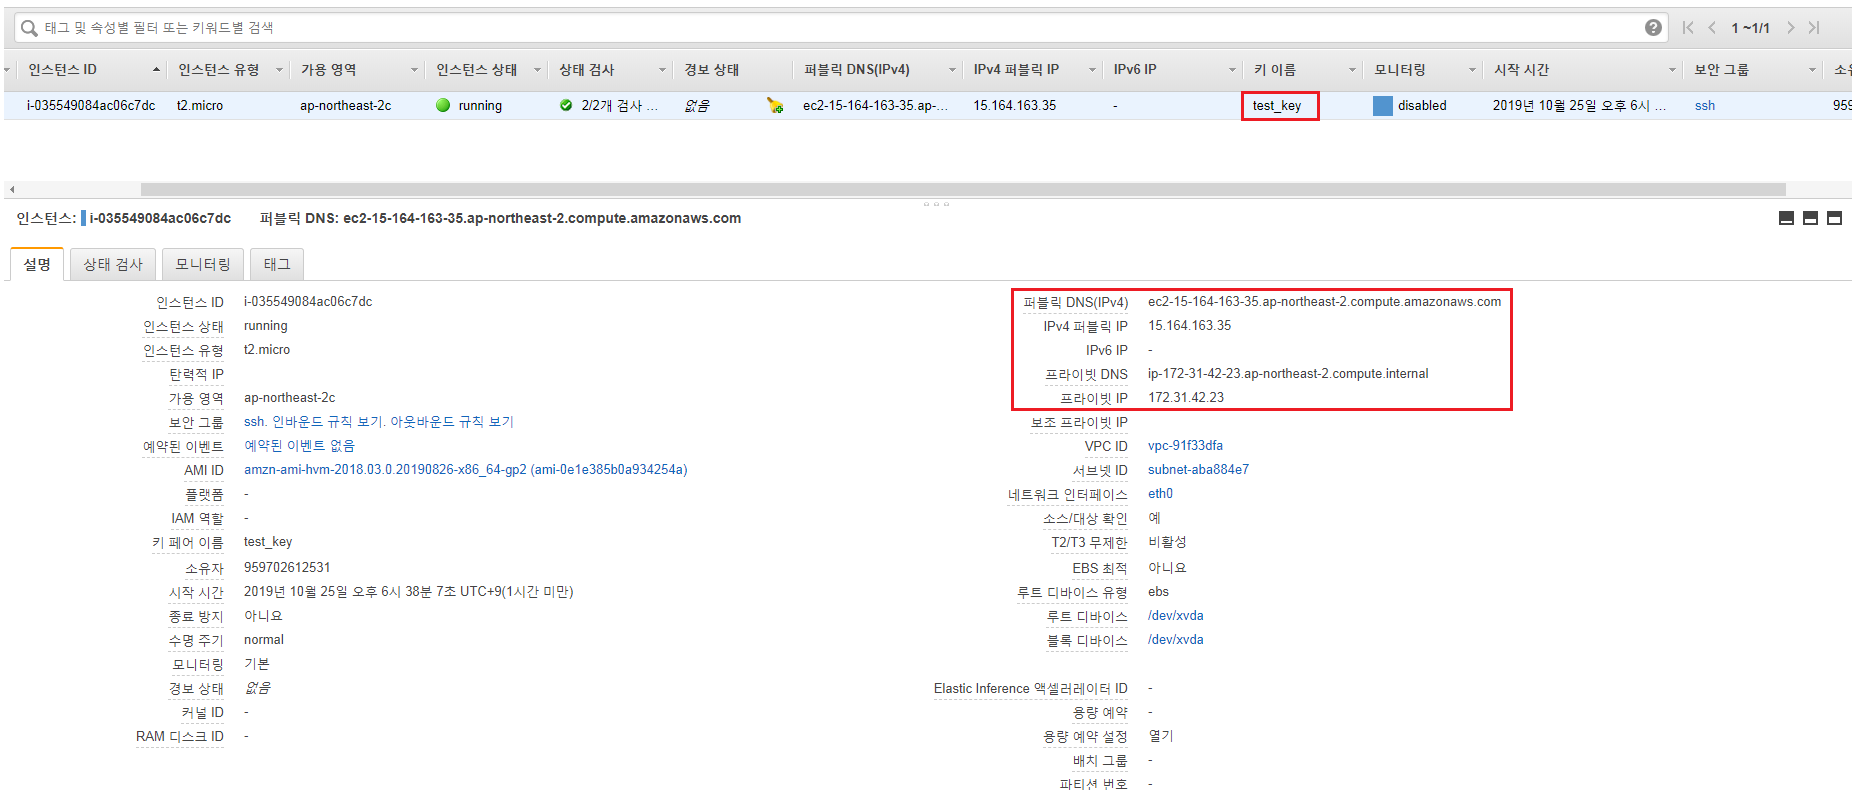 태그 및 속성별 필터 또는 키워드별 검색
1 ~1/1
인스턴스 ID 인스턴스 유형 가용 영역 인스턴스 상태 상태 검사 경보 상태 퍼블릭 DNS(IPv4) IPv4 퍼블릭 IP IPv6 IP 키 이름 모니터링 시작 시간 보안 그룹 소유
i-035549084ac06c7dc t2.micro ap-northeast-2c running 2/2개 검사 ... 없음 ec2-15-164-163-35.ap-... 15.164.163.35 - test_key disabled 2019년 10월 25일 오후 6시 ... ssh 959
인스턴스: i-035549084ac06c7dc 퍼블릭 DNS: ec2-15-164-163-35.ap-northeast-2.compute.amazonaws.com
설명 상태 검사 모니터링 태그
인스턴스 ID i-035549084ac06c7dc
인스턴스 상태 running
인스턴스 유형 t2.micro
탄력적 IP
가용 영역 ap-northeast-2c
보안 그룹 ssh. 인바운드 규칙 보기. 아웃바운드 규칙 보기
예약된 이벤트 예약된 이벤트 없음
AMI ID amzn-ami-hvm-2018.03.0.20190826-x86_64-gp2 (ami-0e1e385b0a934254a)
플랫폼 -
IAM 역할 -
키 페어 이름 test_key
소유자 959702612531
시작 시간 2019년 10월 25일 오후 6시 38분 7초 UTC+9(1시간 미만)
종료 방지 아니요
수명 주기 normal
모니터링 기본
경보 상태 없음
커널 ID -
RAM 디스크 ID -
퍼블릭 DNS(IPv4) ec2-15-164-163-35.ap-northeast-2.compute.amazonaws.com
IPv4 퍼블릭 IP 15.164.163.35
IPv6 IP -
프라이빗 DNS ip-172-31-42-23.ap-northeast-2.compute.internal
프라이빗 IP 172.31.42.23
보조 프라이빗 IP
VPC ID vpc-91f33dfa
서브넷 ID subnet-aba884e7
네트워크 인터페이스 eth0
소스/대상 확인 예
T2/T3 무제한 비활성
EBS 최적 아니요
루트 디바이스 유형 ebs
루트 디바이스 /dev/xvda
블록 디바이스 /dev/xvda
Elastic Inference 액셀러레이터 ID -
용량 예약 -
용량 예약 설정 열기
배치 그룹 -
파티션 번호 -